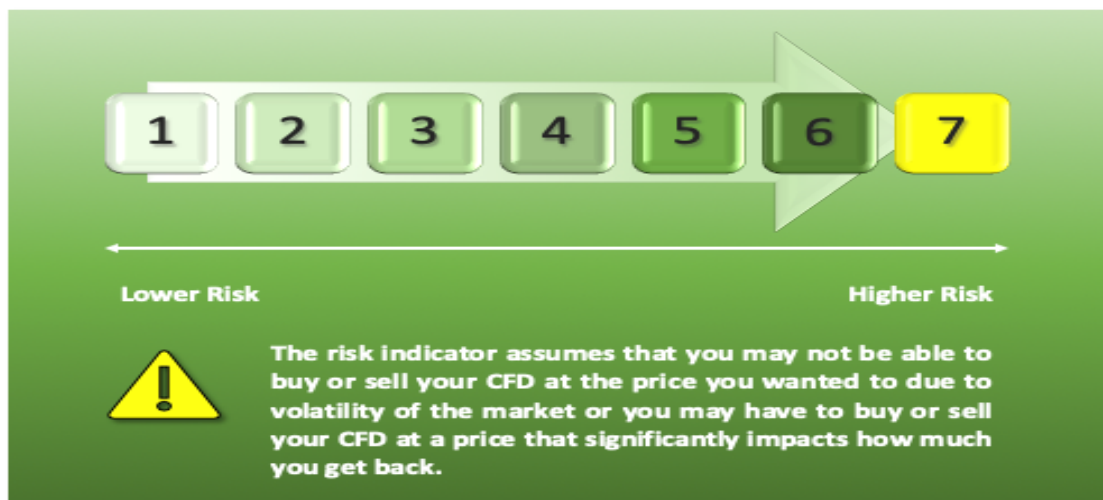 1 2 3 4 5 6 7
Lower Risk Higher Risk
!
The risk indicator assumes that you may not be able to
buy or sell your CFD at the price you wanted to due to
volatility of the market or you may have to buy or sell
your CFD at a price that significantly impacts how much
you get back.